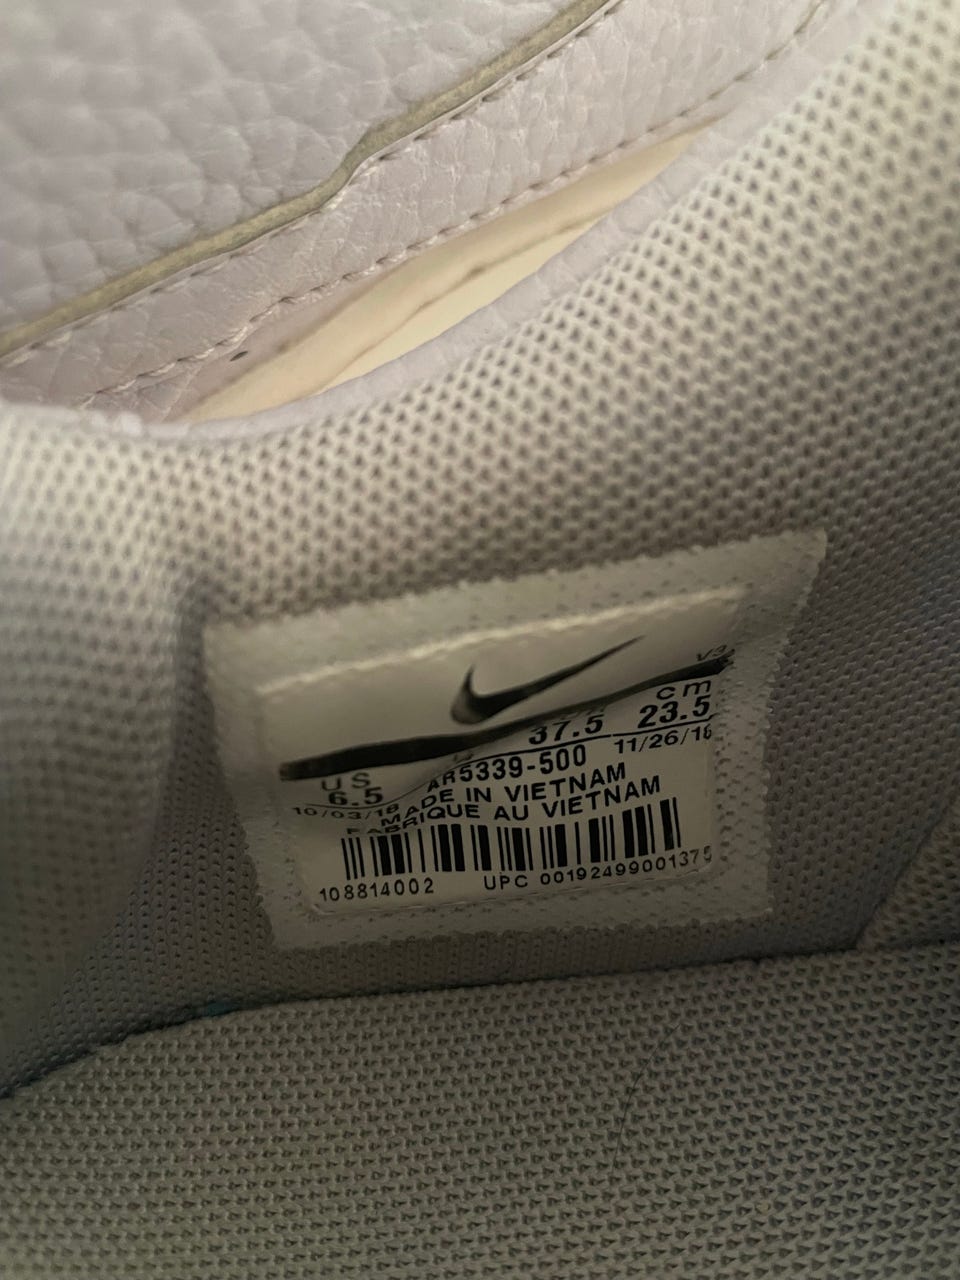 V3
US 37.5 cm
6.5 23.5
10/03/18 AR5339-500 11/26/18
MADE IN VIETNAM
FABRIQUE AU VIETNAM
108814002 UPC 00192499001375